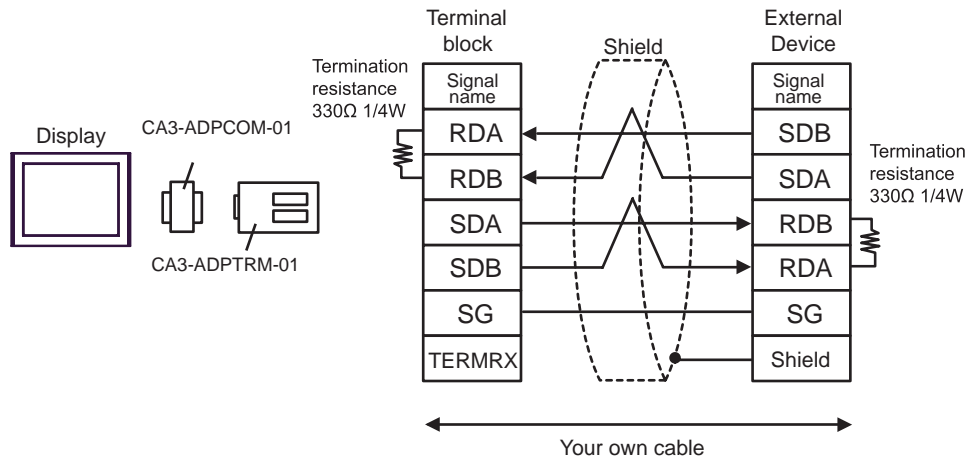 Display
CA3-ADPCOM-01
CA3-ADPTRM-01
Termination
resistance
330Ω 1/4W
Terminal
block
Signal
name
RDA
RDB
SDA
SDB
SG
TERMRX
Shield
External
Device
Signal
name
SDB
SDA
RDB
RDA
SG
Shield
Termination
resistance
330Ω 1/4W
Your own cable